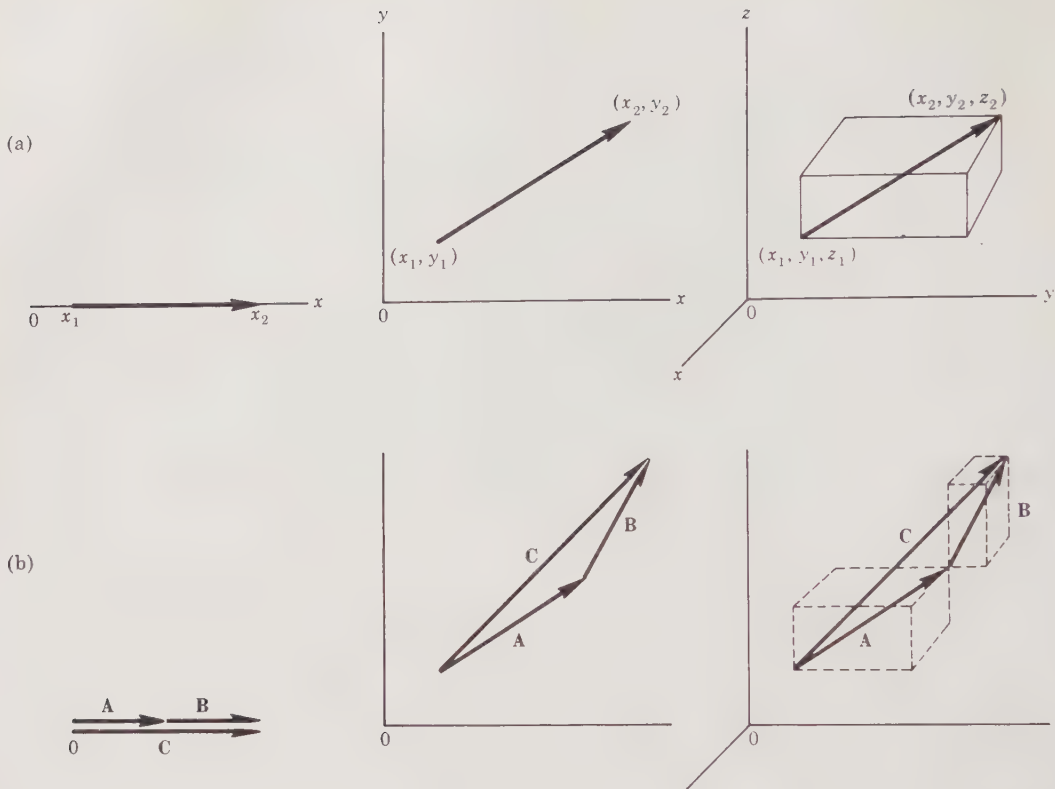 (a)
0 x₁ x₂ x
y
(x₂, y₂)
(x₁, y₁)
0 x
z
(x₂, y₂, z₂)
(x₁, y₁, z₁)
0 y
x
(b)
A B
0 C
C B
A
0
C B
A
0